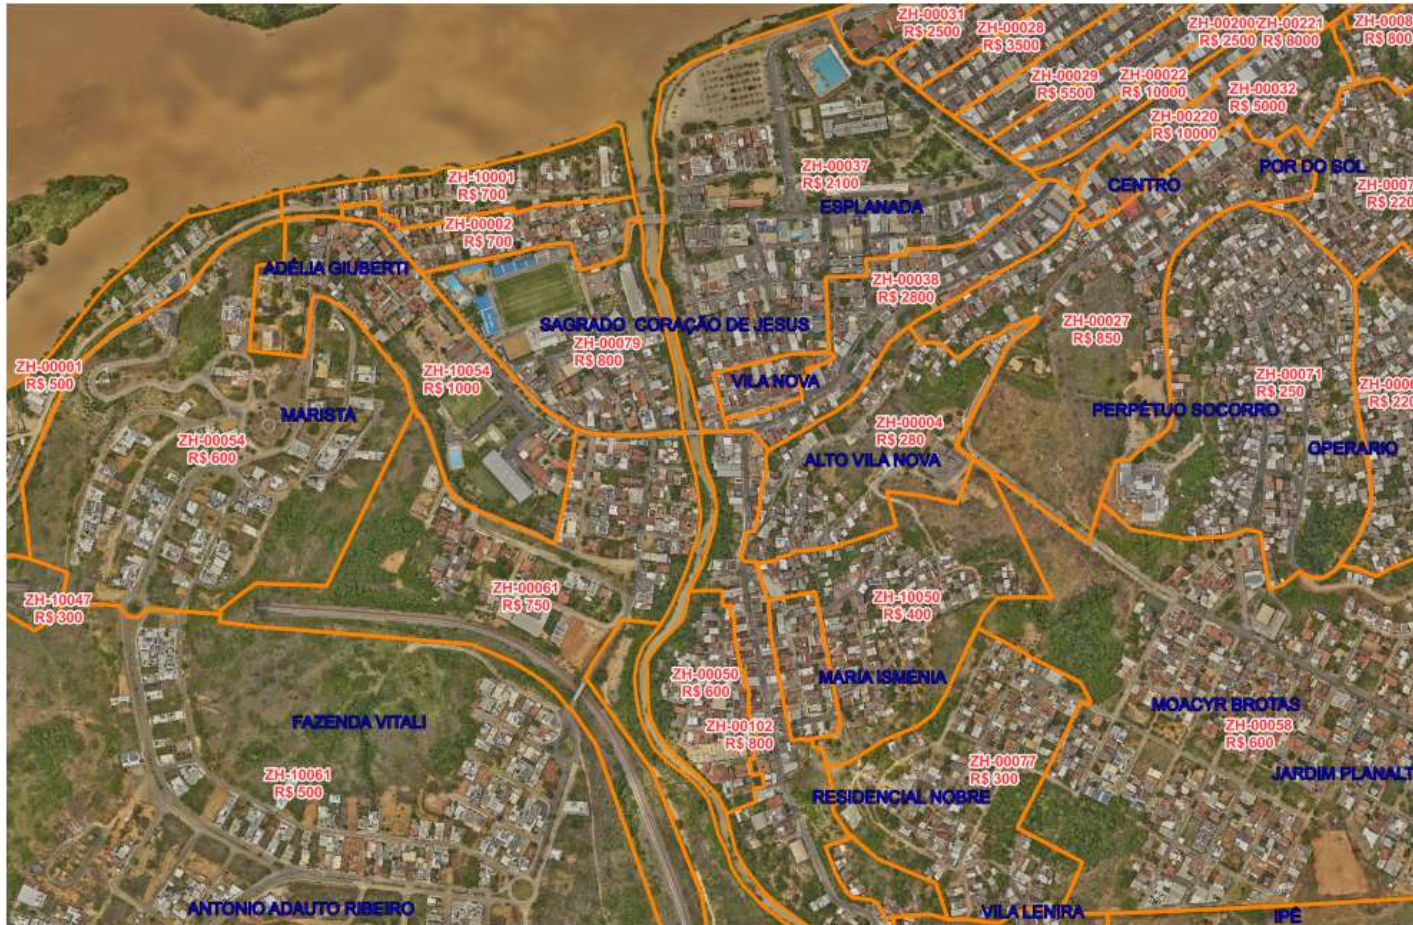 ZH-00031
R$ 2500
ZH-00028
R$ 3500
ZH-00200
R$ 2500
ZH-00221
R$ 8000
R$ 800
ZH-00029
R$ 5500
ZH-00022
R$ 10000
ZH-00032
R$ 5000
ZH-00220
R$ 10000
POR DO SOL
ZH-00037
R$ 2100
ESPLANADA
CENTRO
ZH-10001
R$ 700
ZH-00002
R$ 700
ADÉLIA GIUBERTI
ZH-00038
R$ 2800
SAGRADO CORAÇÃO DE JESUS
ZH-00079
R$ 800
ZH-00027
R$ 850
ZH-00001
R$ 500
ZH-10054
R$ 1000
VILA NOVA
ZH-00071
R$ 250
MARISTA
PERPÉTUO SOCORRO
ZH-00054
R$ 600
ZH-00004
R$ 280
ALTO VILA NOVA
OPERARIO
ZH-10047
R$ 300
ZH-00061
R$ 750
ZH-10050
R$ 400
ZH-00050
R$ 600
MARIA ISMÊNIA
MOACYR BROTAS
ZH-00058
R$ 600
FAZENDA VITALI
ZH-00102
R$ 800
ZH-10061
R$ 500
ZH-00077
R$ 300
JARDIM PLANALT
RESIDENCIAL NOBRE
ANTONIO ADAUTO RIBEIRO
VILA LENIRA
IPÊ